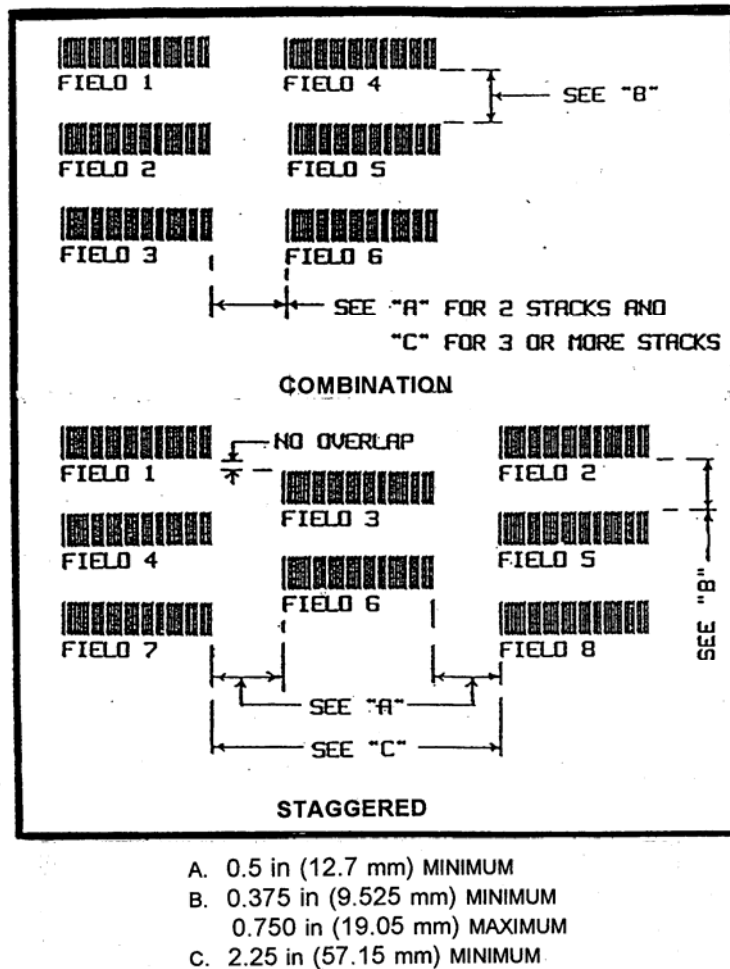 FIELD 1
FIELD 4
SEE "B"
FIELD 2
FIELD 5
FIELD 3
FIELD 6
SEE "A" FOR 2 STACKS AND
"C" FOR 3 OR MORE STACKS
COMBINATION
NO OVERLAP
FIELD 1
FIELD 2
FIELD 3
FIELD 4
FIELD 5
SEE "B"
FIELD 6
FIELD 7
FIELD 8
SEE "A"
SEE "C"
STAGGERED
A. 0.5 in (12.7 mm) MINIMUM
B. 0.375 in (9.525 mm) MINIMUM
0.750 in (19.05 mm) MAXIMUM
C. 2.25 in (57.15 mm) MINIMUM